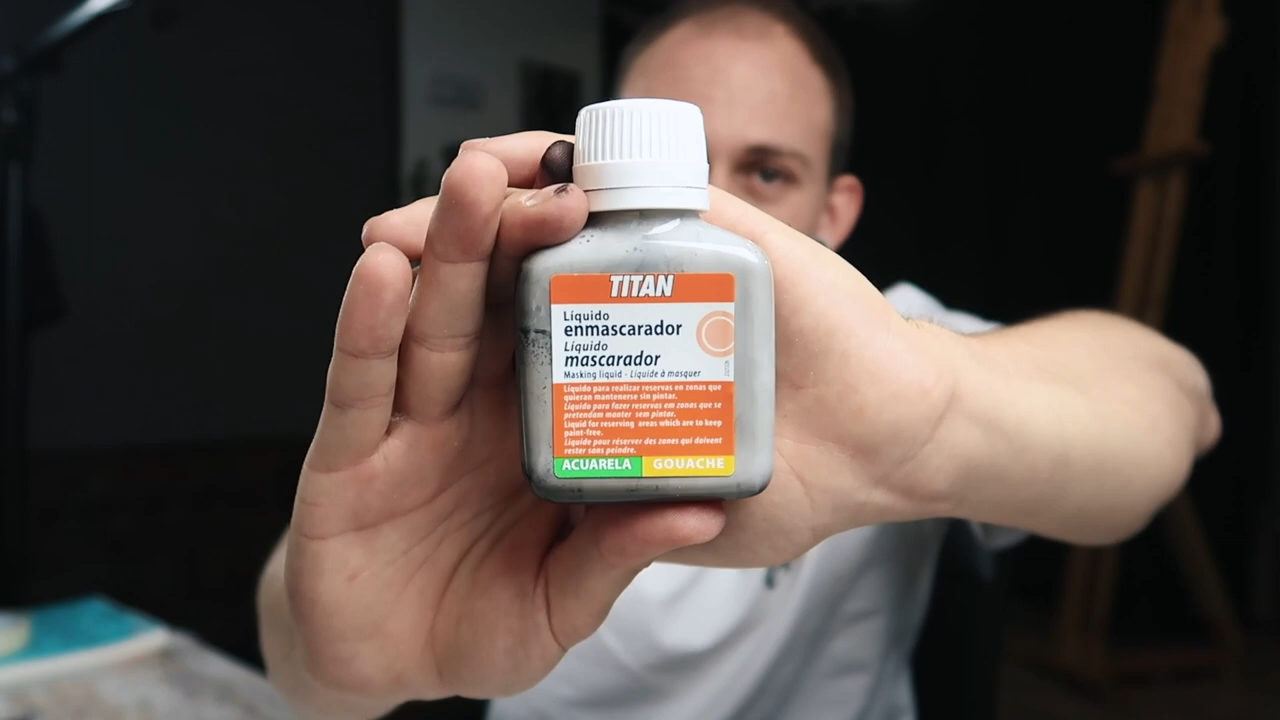 TITAN
Líquido
enmascarador
Líquido
mascarador
Masking liquid - Liquide à masquer
Líquido para realizar reservas en zonas que
quieran mantenerse sin pintar.
Líquido para fazer reservas em zonas que se
pretendam manter sem pintar.
Liquid for reserving areas which are to keep
paint-free.
Liquide pour réserver des zones qui doivent
rester sans peindre.
ACUARELA GOUACHE